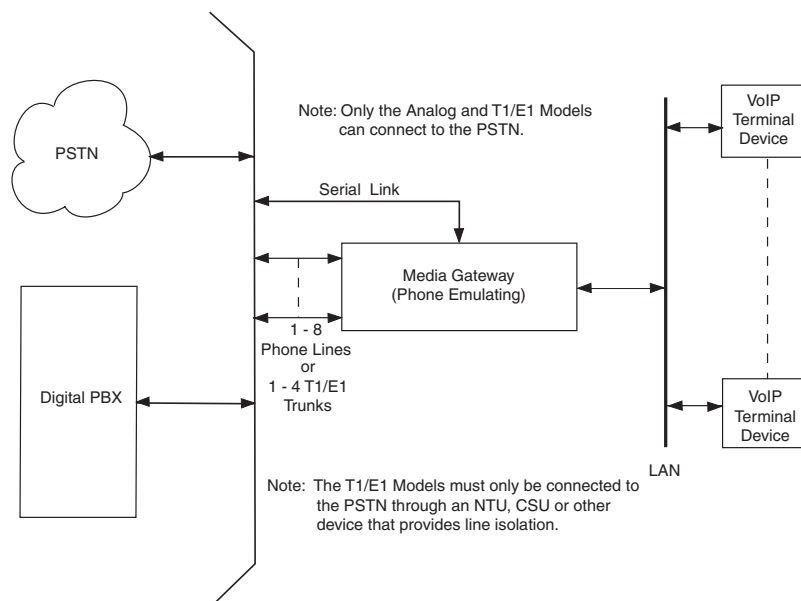 Note: Only the Analog and T1/E1 Models
can connect to the PSTN.
VoIP
Terminal
Device
PSTN
Serial Link
Media Gateway
(Phone Emulating)
1 - 8
Phone Lines
or
1 - 4 T1/E1
Trunks
Digital PBX
VoIP
Terminal
Device
LAN
Note: The T1/E1 Models must only be connected to
the PSTN through an NTU, CSU or other
device that provides line isolation.